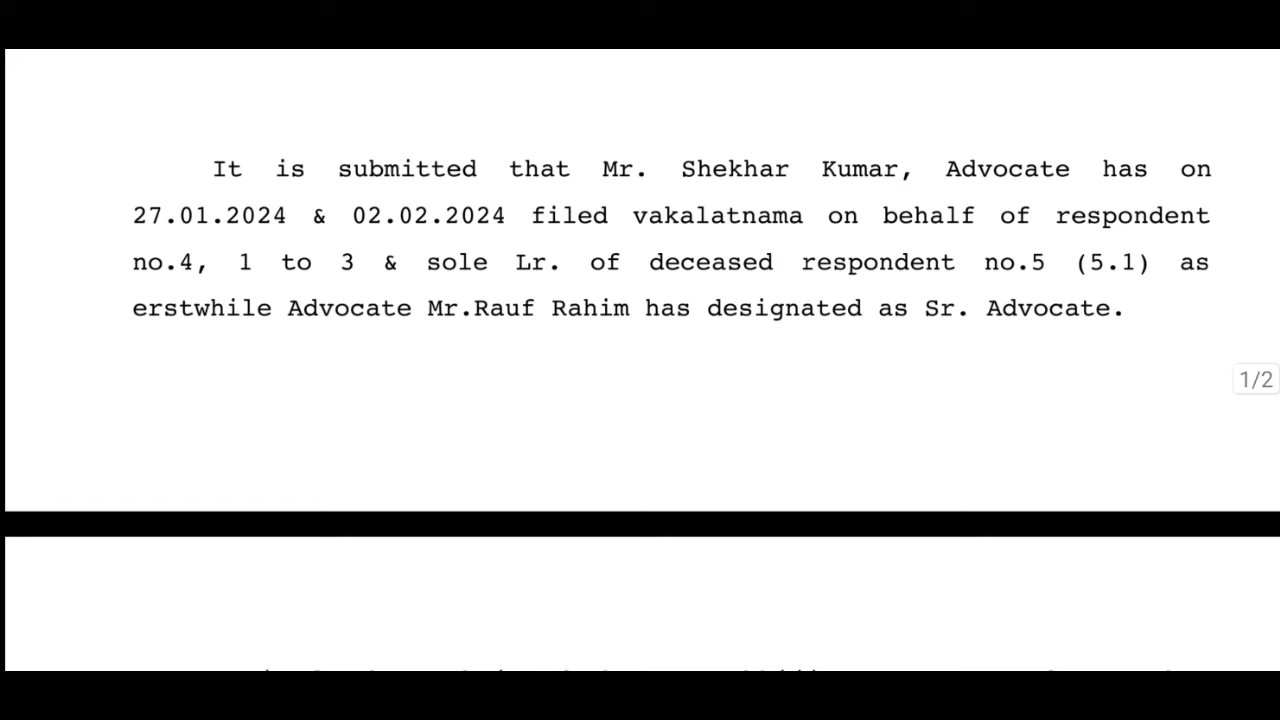 It is submitted that Mr. Shekhar Kumar, Advocate has on
27.01.2024 & 02.02.2024 filed vakalatnama on behalf of respondent
no.4, 1 to 3 & sole Lr. of deceased respondent no.5 (5.1) as
erstwhile Advocate Mr.Rauf Rahim has designated as Sr. Advocate.
1/2